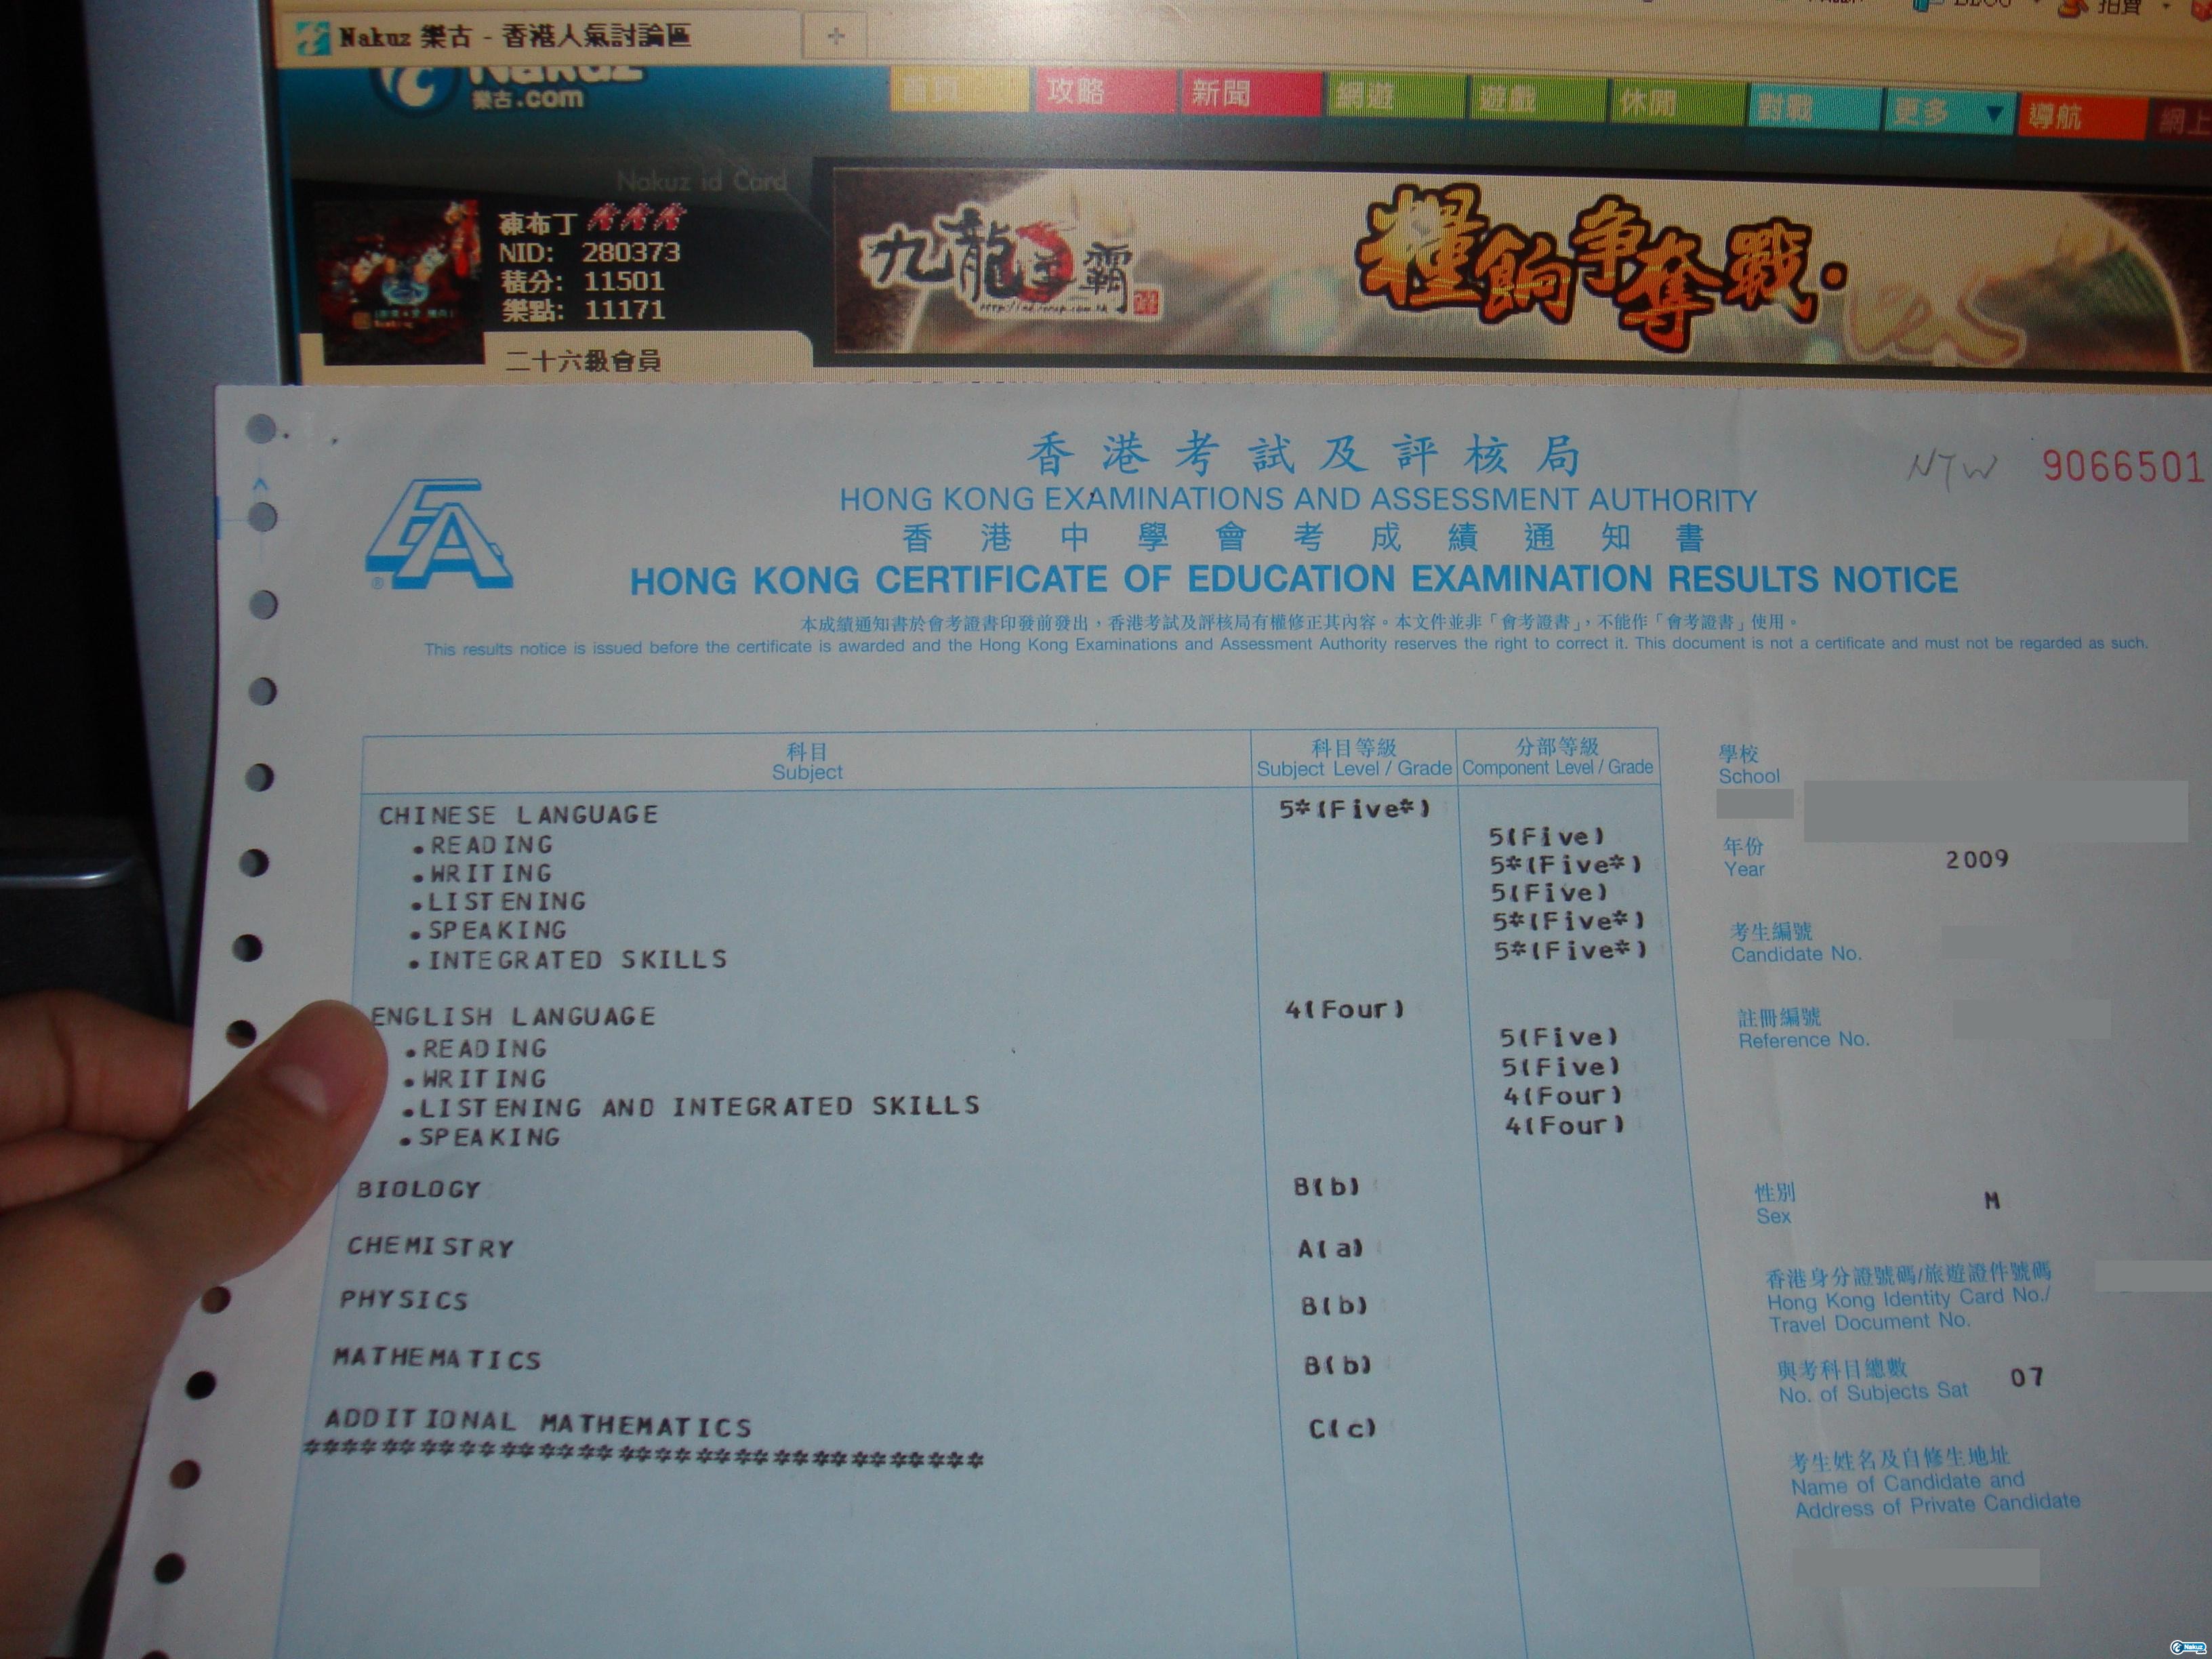 Nakuz 樂古 - 香港人氣討論區
Nakuz
樂古.com
首頁 攻略 新聞 網遊 遊戲 休閒 對戰 更多 導航 網上
拍賣
Nakuz id Card
凍布丁
NID: 280373
積分: 11501
樂點: 11171
二十六級會員
九龍王霸
糧餉爭奪戰
香港考試及評核局
HONG KONG EXAMINATIONS AND ASSESSMENT AUTHORITY
NTW 9066501
香港中學會考成績通知書
HONG KONG CERTIFICATE OF EDUCATION EXAMINATION RESULTS NOTICE
本成績通知書於會考證書印發前發出，香港考試及評核局有權修正其內容。本文件並非「會考證書」，不能作「會考證書」使用。
This results notice is issued before the certificate is awarded and the Hong Kong Examinations and Assessment Authority reserves the right to correct it. This document is not a certificate and must not be regarded as such.
EA ®
科目 科目等級 分部等級
Subject Subject Level / Grade Component Level / Grade
CHINESE LANGUAGE 5*(Five*)
.READING 5(Five)
.WRITING 5*(Five*)
.LISTENING 5(Five)
.SPEAKING 5*(Five*)
.INTEGRATED SKILLS 5*(Five*)
ENGLISH LANGUAGE 4(Four)
.READING 5(Five)
.WRITING 5(Five)
.LISTENING AND INTEGRATED SKILLS 4(Four)
.SPEAKING 4(Four)
BIOLOGY B(b)
CHEMISTRY A(a)
PHYSICS B(b)
MATHEMATICS B(b)
ADDITIONAL MATHEMATICS C(c)
***********************************
學校
School
年份
Year 2009
考生編號
Candidate No.
註冊編號
Reference No.
性別
Sex M
香港身分證號碼/旅遊證件號碼
Hong Kong Identity Card No./
Travel Document No.
與考科目總數
No. of Subjects Sat 07
考生姓名及自修生地址
Name of Candidate and
Address of Private Candidate
Nakuz